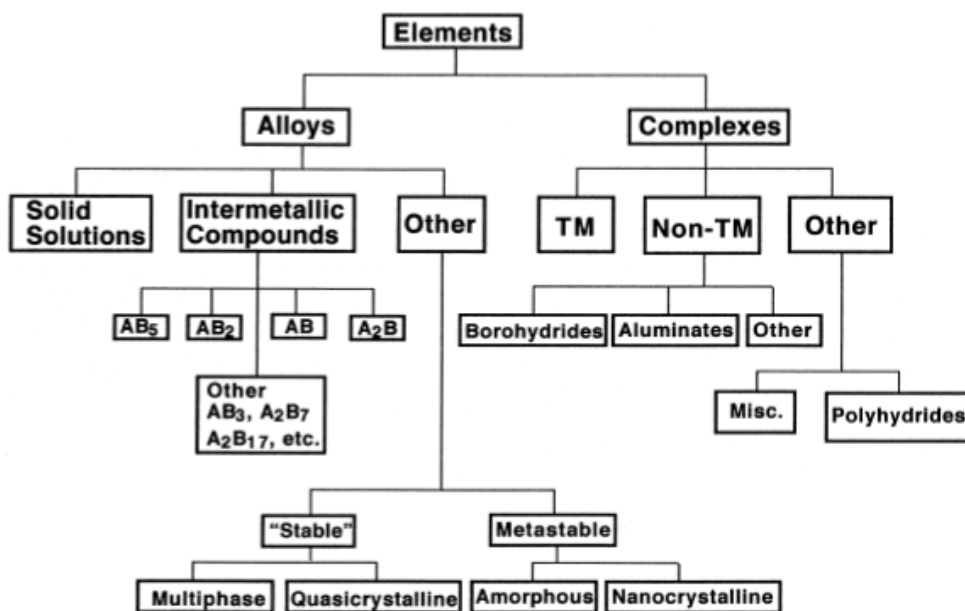 Elements
Alloys
Complexes
Solid
Solutions
Intermetallic
Compounds
Other
TM
Non-TM
Other
AB₅
AB₂
AB
A₂B
Borohydrides
Aluminates
Other
Other
AB₃, A₂B₇
A₂B₁₇, etc.
Misc.
Polyhydrides
"Stable"
Metastable
Multiphase
Quasicrystalline
Amorphous
Nanocrystalline